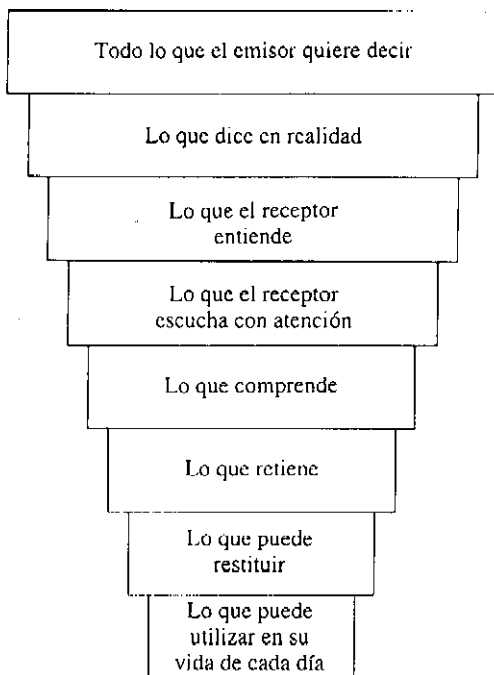 Todo lo que el emisor quiere decir
Lo que dice en realidad
Lo que el receptor
entiende
Lo que el receptor
escucha con atención
Lo que comprende
Lo que retiene
Lo que puede
restituir
Lo que puede
utilizar en su
vida de cada día